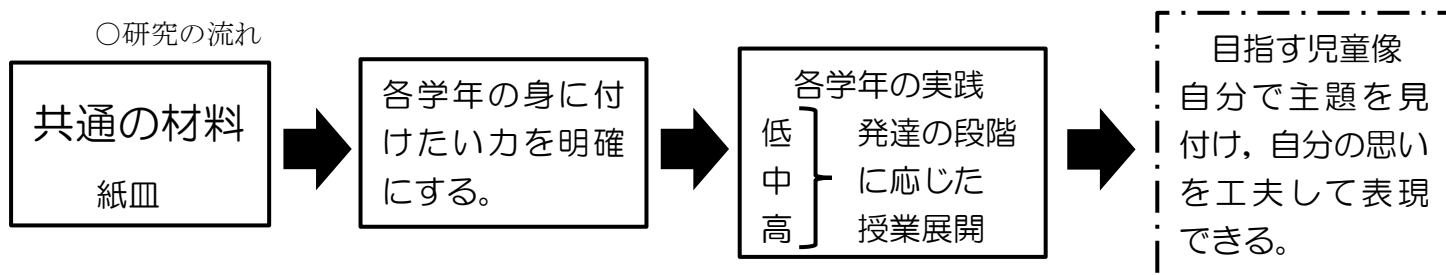 ○研究の流れ
共通の材料
紙皿
各学年の身に付
けたい力を明確
にする。
各学年の実践
低
中
高
発達の段階
に応じた
授業展開
目指す児童像
自分で主題を見
付け，自分の思い
を工夫して表現
できる。